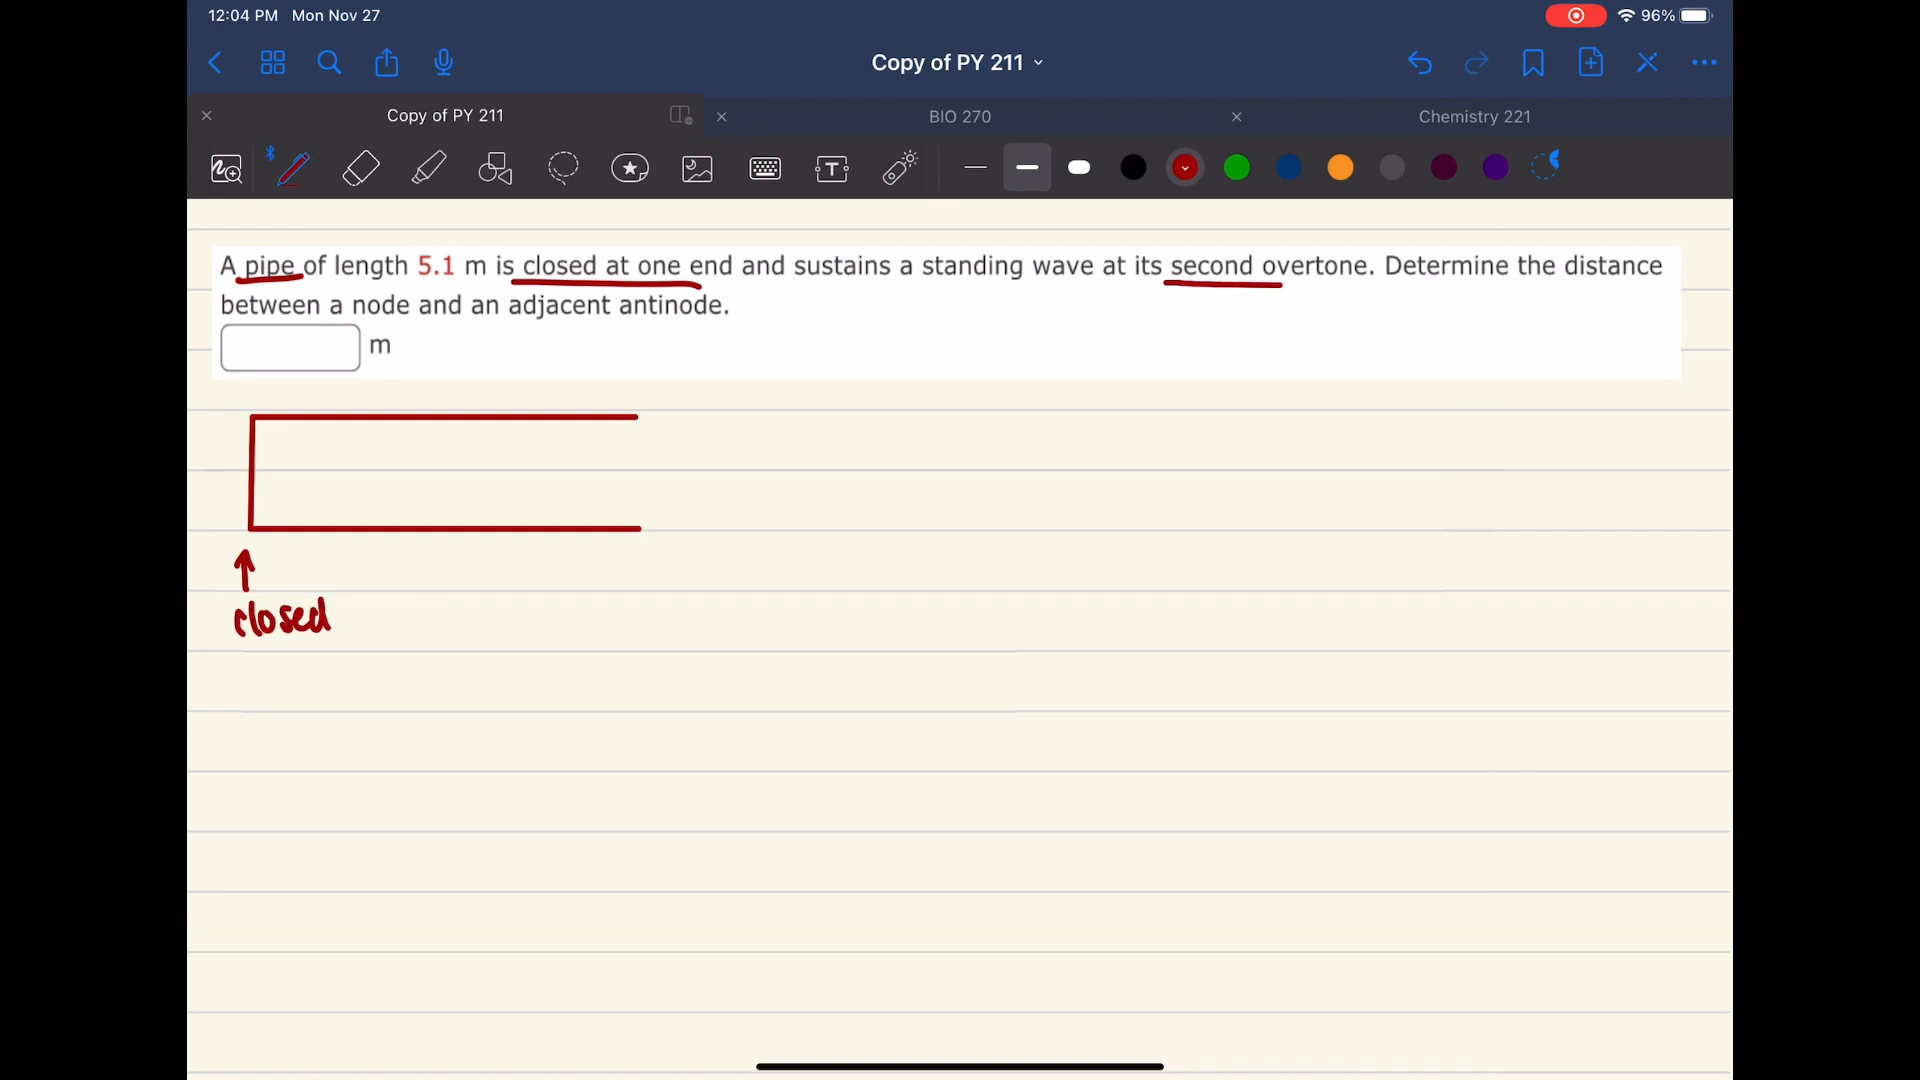 12:04 PM Mon Nov 27
96%
Copy of PY 211
Copy of PY 211
BIO 270
Chemistry 221
T
A pipe of length 5.1 m is closed at one end and sustains a standing wave at its second overtone. Determine the distance
between a node and an adjacent antinode.
m
closed